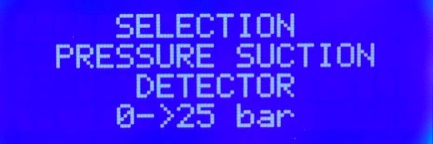 SELECTION
PRESSURE SUCTION
DETECTOR
0->25 bar